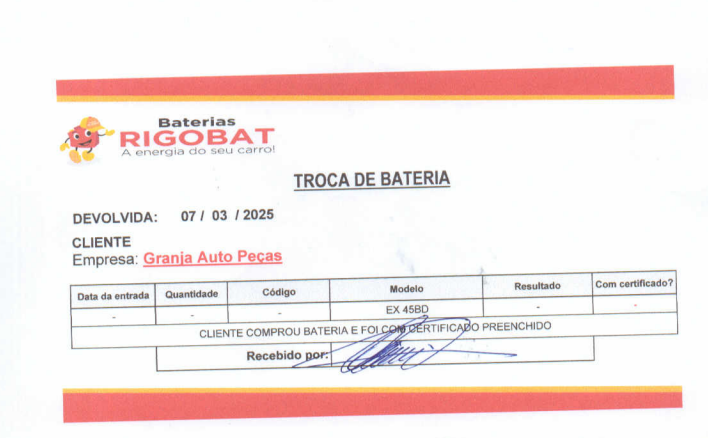 Baterias
RIGOBAT
A energia do seu carro!
TROCA DE BATERIA
DEVOLVIDA: 07 / 03 / 2025
CLIENTE
Empresa: Granja Auto Peças
Data da entrada Quantidade Código Modelo Resultado Com certificado?
- - - EX 45BD - -
CLIENTE COMPROU BATERIA E FOI COM CERTIFICADO PREENCHIDO
Recebido por: